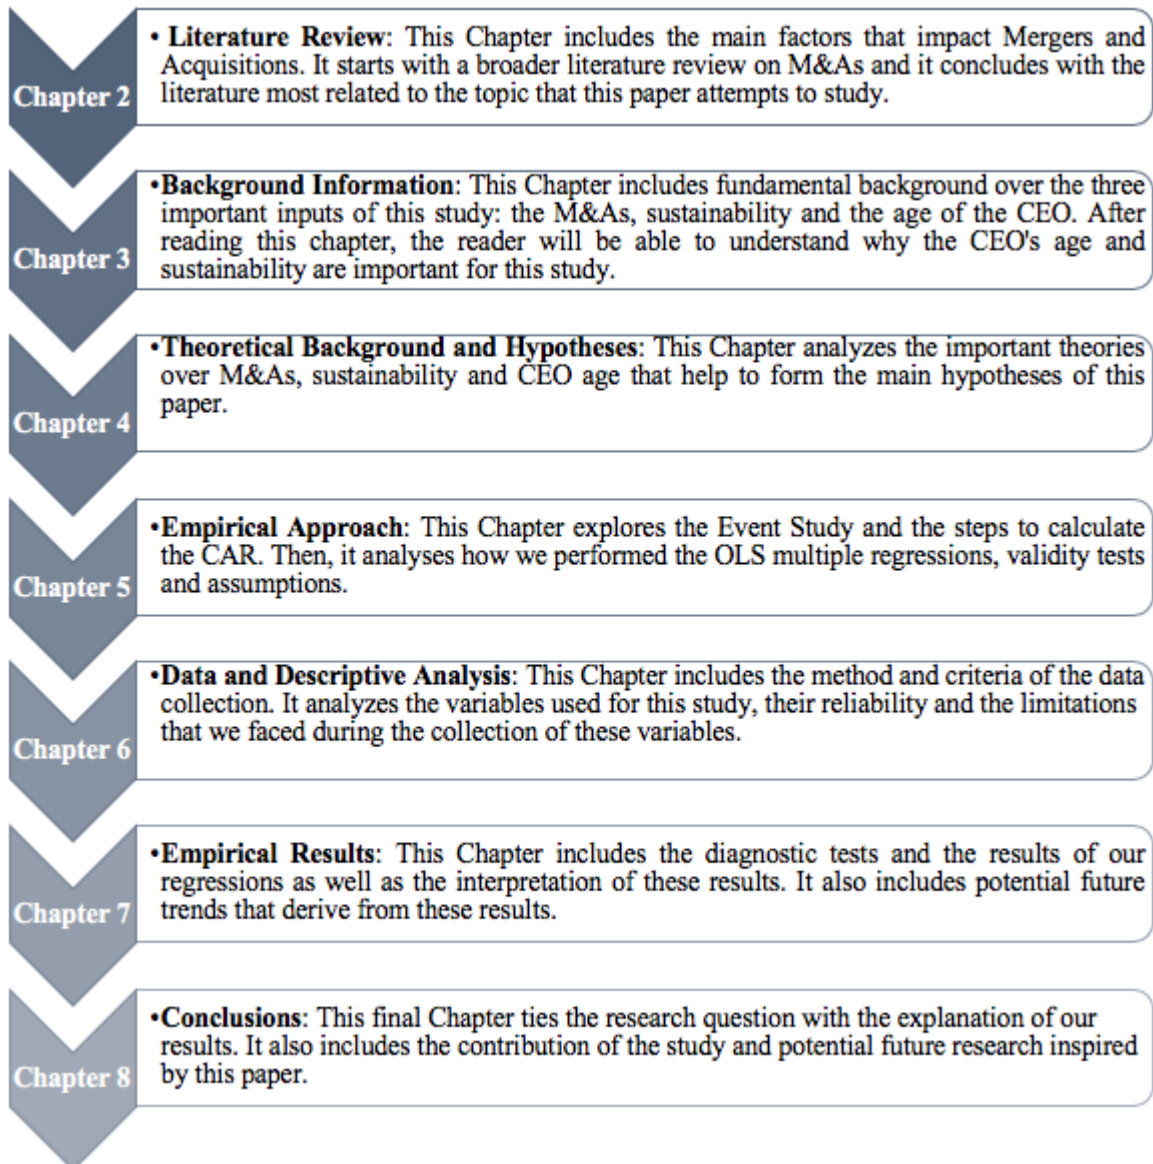 Chapter 2
• Literature Review: This Chapter includes the main factors that impact Mergers and
Acquisitions. It starts with a broader literature review on M&As and it concludes with the
literature most related to the topic that this paper attempts to study.
Chapter 3
•Background Information: This Chapter includes fundamental background over the three
important inputs of this study: the M&As, sustainability and the age of the CEO. After
reading this chapter, the reader will be able to understand why the CEO's age and
sustainability are important for this study.
Chapter 4
•Theoretical Background and Hypotheses: This Chapter analyzes the important theories
over M&As, sustainability and CEO age that help to form the main hypotheses of this
paper.
Chapter 5
•Empirical Approach: This Chapter explores the Event Study and the steps to calculate
the CAR. Then, it analyses how we performed the OLS multiple regressions, validity tests
and assumptions.
Chapter 6
•Data and Descriptive Analysis: This Chapter includes the method and criteria of the data
collection. It analyzes the variables used for this study, their reliability and the limitations
that we faced during the collection of these variables.
Chapter 7
•Empirical Results: This Chapter includes the diagnostic tests and the results of our
regressions as well as the interpretation of these results. It also includes potential future
trends that derive from these results.
Chapter 8
•Conclusions: This final Chapter ties the research question with the explanation of our
results. It also includes the contribution of the study and potential future research inspired
by this paper.